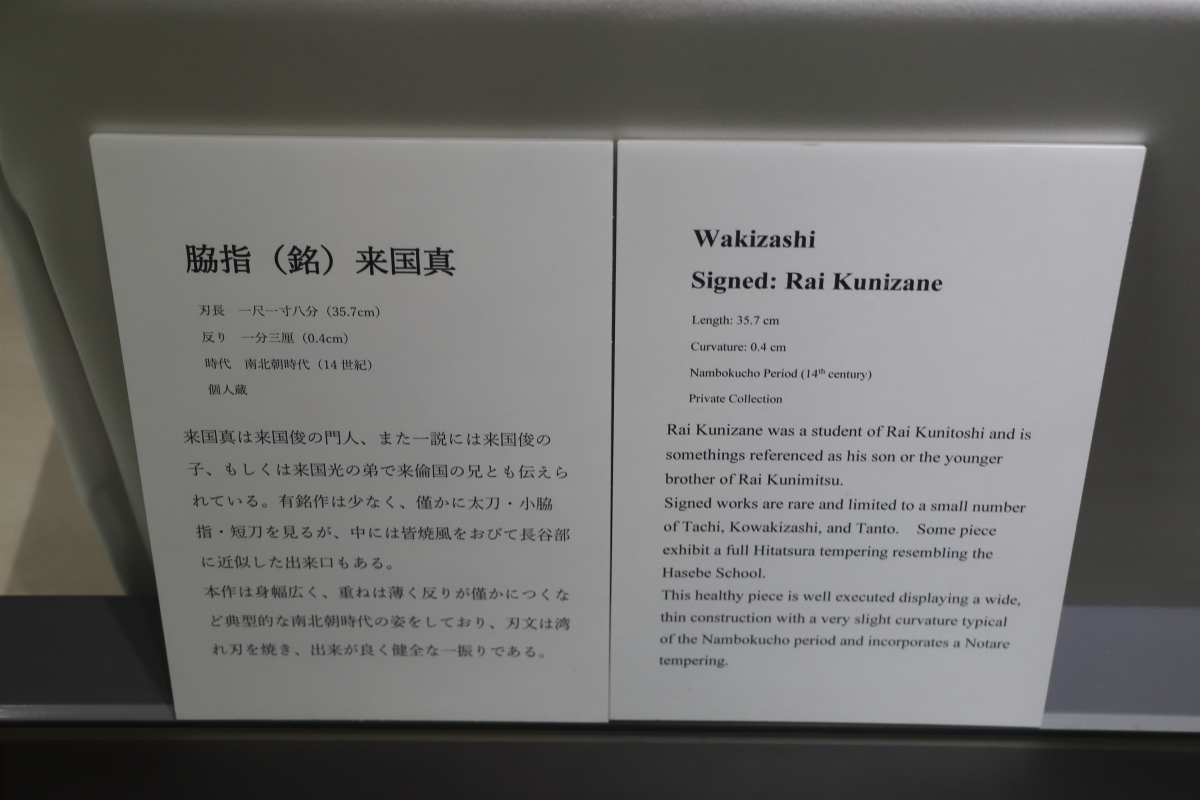 脇指（銘）来国真
刃長　一尺一寸八分（35.7cm）
反り　一分三厘（0.4cm）
時代　南北朝時代（14 世紀）
個人蔵
来国真は来国俊の門人、また一説には来国俊の
子、もしくは来国光の弟で来倫国の兄とも伝えら
れている。有銘作は少なく、僅かに太刀・小脇
指・短刀を見るが、中には皆焼風をおびて長谷部
に近似した出来口もある。
本作は身幅広く、重ねは薄く反りが僅かにつくな
ど典型的な南北朝時代の姿をしており、刃文は湾
れ刃を焼き、出来が良く健全な一振りである。
Wakizashi
Signed: Rai Kunizane
Length: 35.7 cm
Curvature: 0.4 cm
Nambokucho Period (14th century)
Private Collection
Rai Kunizane was a student of Rai Kunitoshi and is
somethings referenced as his son or the younger
brother of Rai Kunimitsu.
Signed works are rare and limited to a small number
of Tachi, Kowakizashi, and Tanto. Some piece
exhibit a full Hitatsura tempering resembling the
Hasebe School.
This healthy piece is well executed displaying a wide,
thin construction with a very slight curvature typical
of the Nambokucho period and incorporates a Notare
tempering.